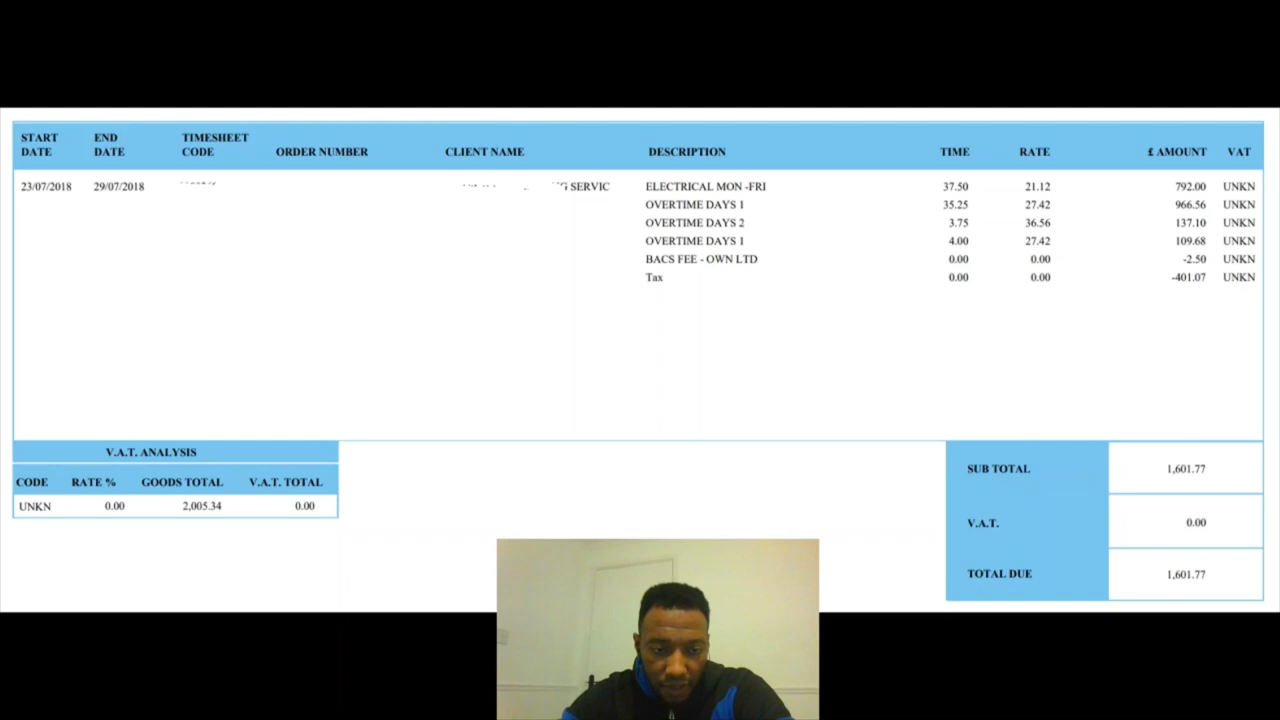 START DATE END DATE TIMESHEET CODE ORDER NUMBER CLIENT NAME DESCRIPTION TIME RATE £ AMOUNT VAT
23/07/2018 29/07/2018 SERVIC ELECTRICAL MON -FRI 37.50 21.12 792.00 UNKN
OVERTIME DAYS 1 35.25 27.42 966.56 UNKN
OVERTIME DAYS 2 3.75 36.56 137.10 UNKN
OVERTIME DAYS 1 4.00 27.42 109.68 UNKN
BACS FEE - OWN LTD 0.00 0.00 -2.50 UNKN
Tax 0.00 0.00 -401.07 UNKN
V.A.T. ANALYSIS
CODE RATE % GOODS TOTAL V.A.T. TOTAL
UNKN 0.00 2,005.34 0.00
SUB TOTAL 1,601.77
V.A.T. 0.00
TOTAL DUE 1,601.77